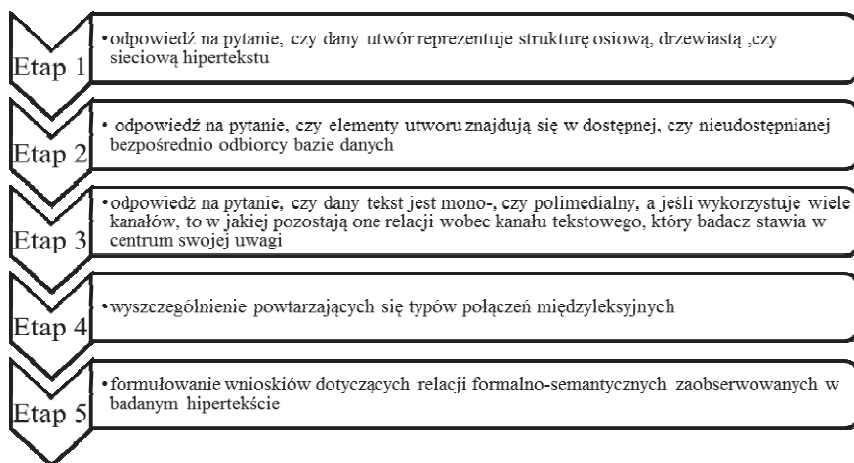 Etap 1
•odpowiedź na pytanie, czy dany utwór reprezentuje strukturę osiową, drzewiastą ,czy
sieciową hipertekstu
Etap 2
• odpowiedź na pytanie, czy elementy utworu znajdują się w dostępnej, czy nieudostępnianej
bezpośrednio odbiorcy bazie danych
Etap 3
•odpowiedź na pytanie, czy dany tekst jest mono-, czy polimedialny, a jeśli wykorzystuje wiele
kanałów, to w jakiej pozostają one relacji wobec kanału tekstowego, który badacz stawia w
centrum swojej uwagi
Etap 4
•wyszczególnienie powtarzających się typów połączeń międzyleksyjnych
Etap 5
•formułowanie wniosków dotyczących relacji formalno-semantycznych zaobserwowanych w
badanym hipertekście